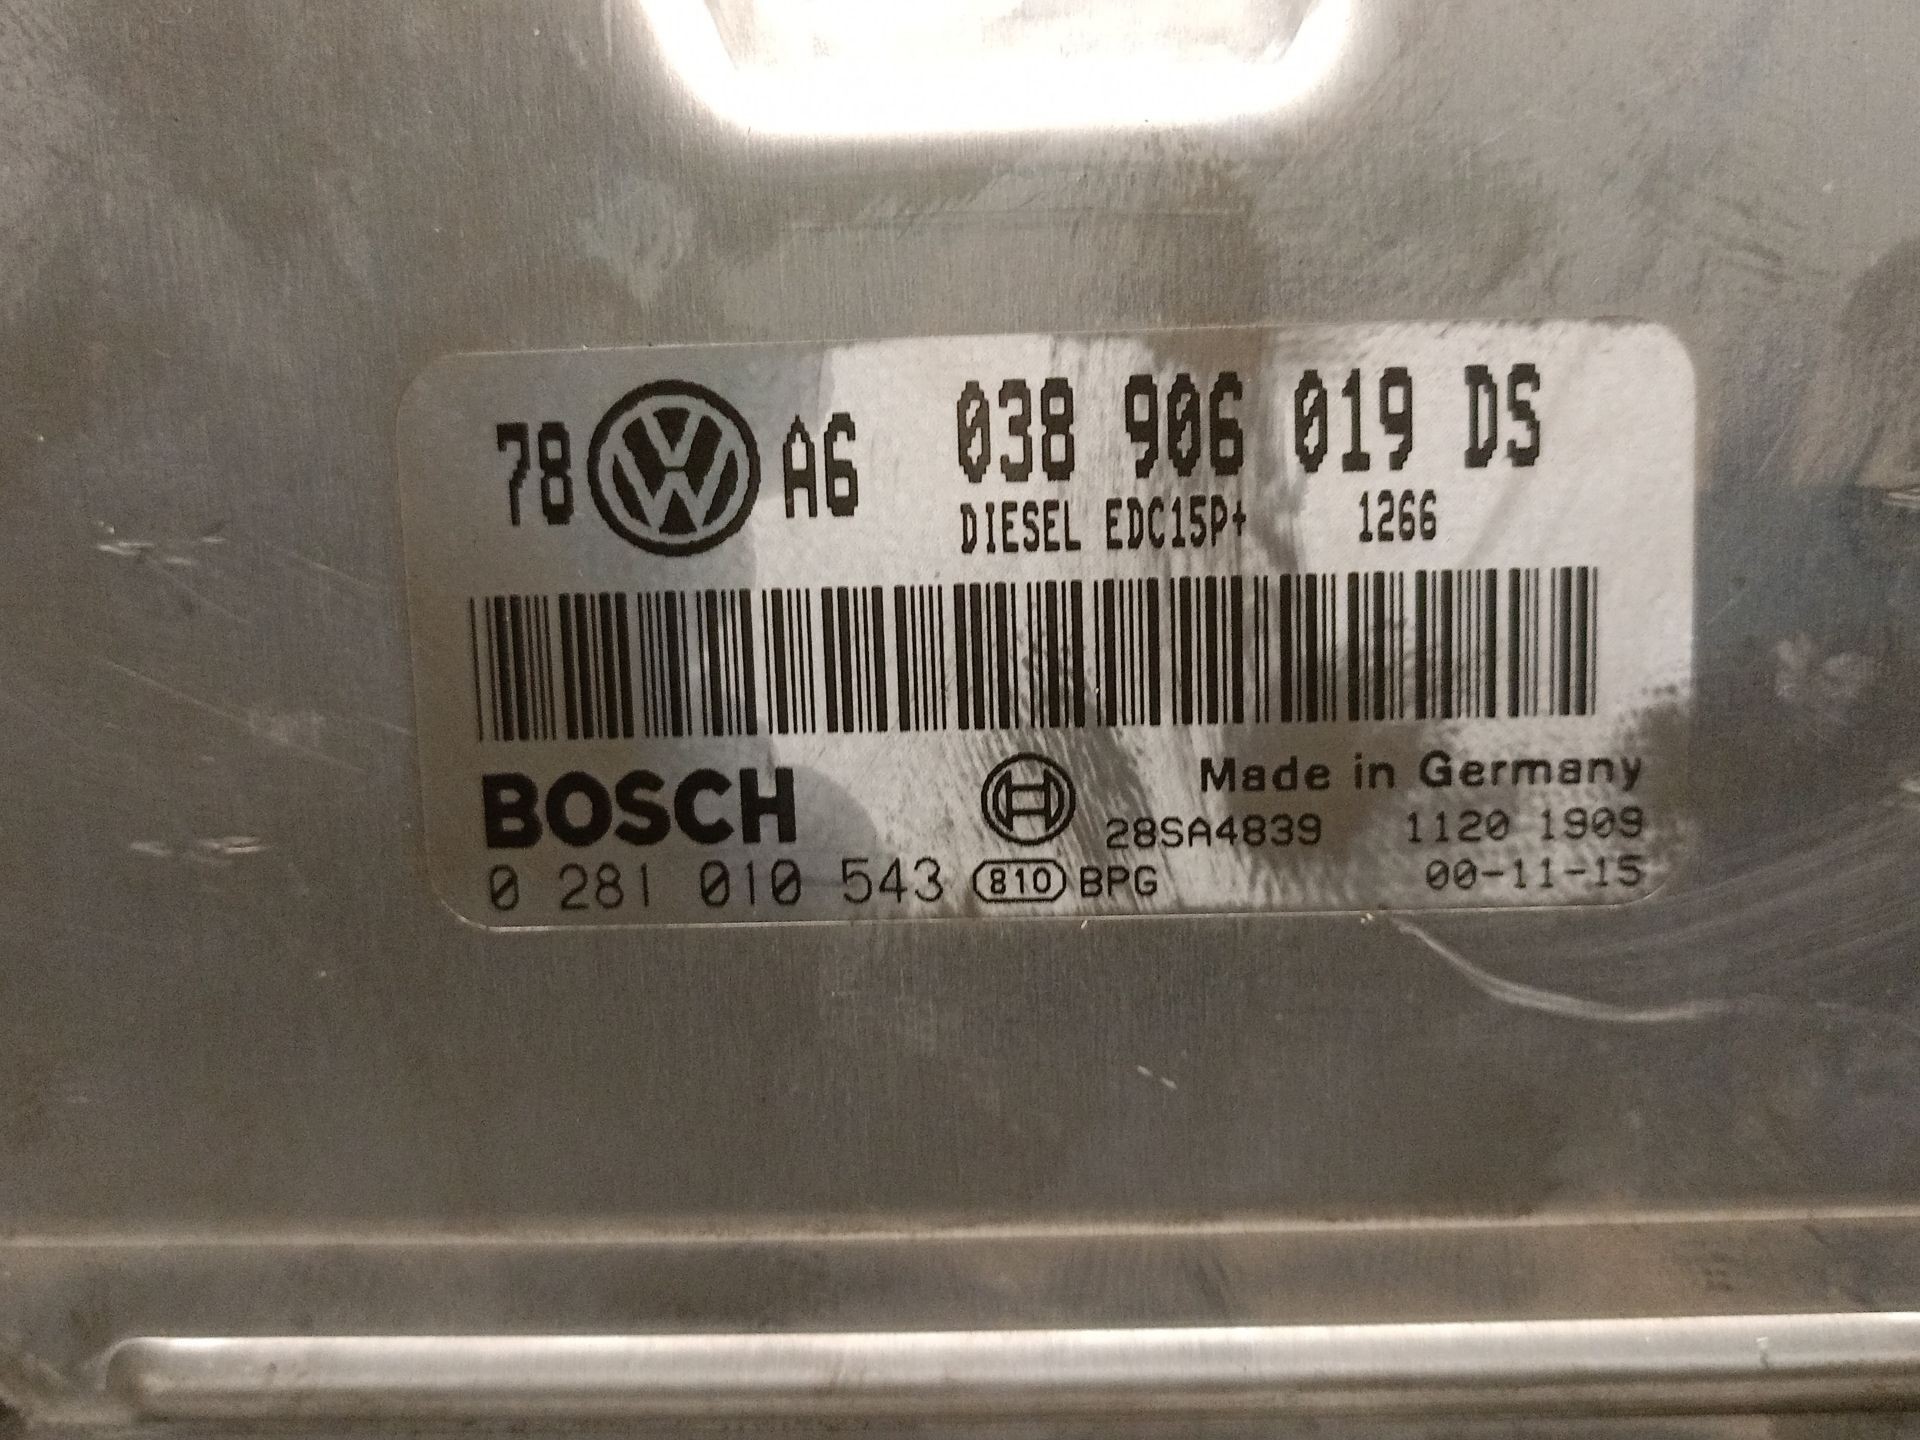 78 VW A6 038 906 019 DS
DIESEL EDC15P+ 1266
BOSCH Made in Germany
28SA4839 1120 1909
0 281 010 543 810 BPG 00-11-15